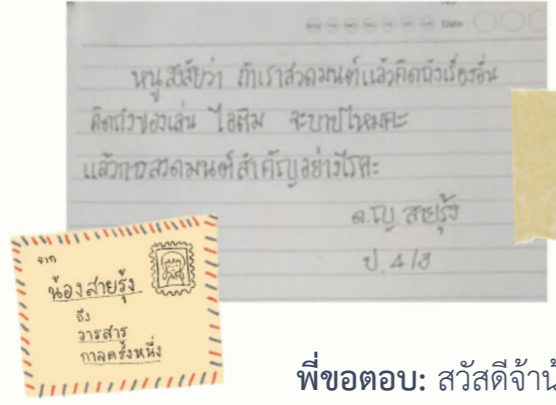 Date
หนูสงสัยว่า ถ้าเราสวดมนต์แล้วคิดถึงเรื่องอื่น
คิดถึงของเล่น ไอติม จะบาปไหมคะ
แล้วการสวดมนต์สำคัญอย่างไรคะ
ด.ญ. สายรุ้ง
ป. 4/3
จาก
น้องสายรุ้ง
ถึง
วารสาร
กาลครั้งหนึ่ง
พี่ขอตอบ: สวัสดีจ้าน้